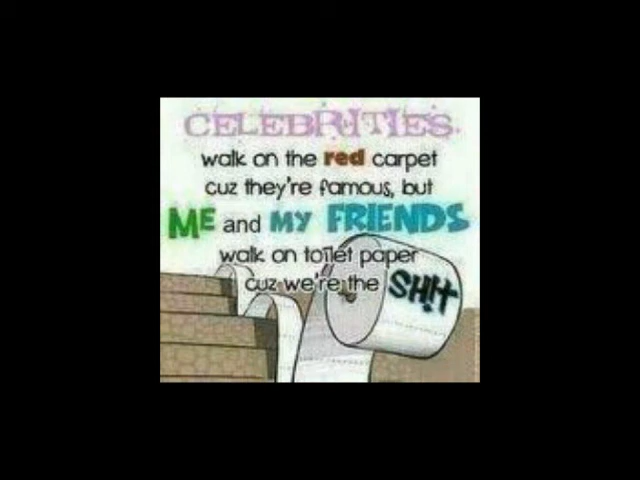 CELEBRITIES
walk on the red carpet
cuz they're famous, but
ME and MY FRIENDS
walk on toilet paper
cuz we're the SH!t